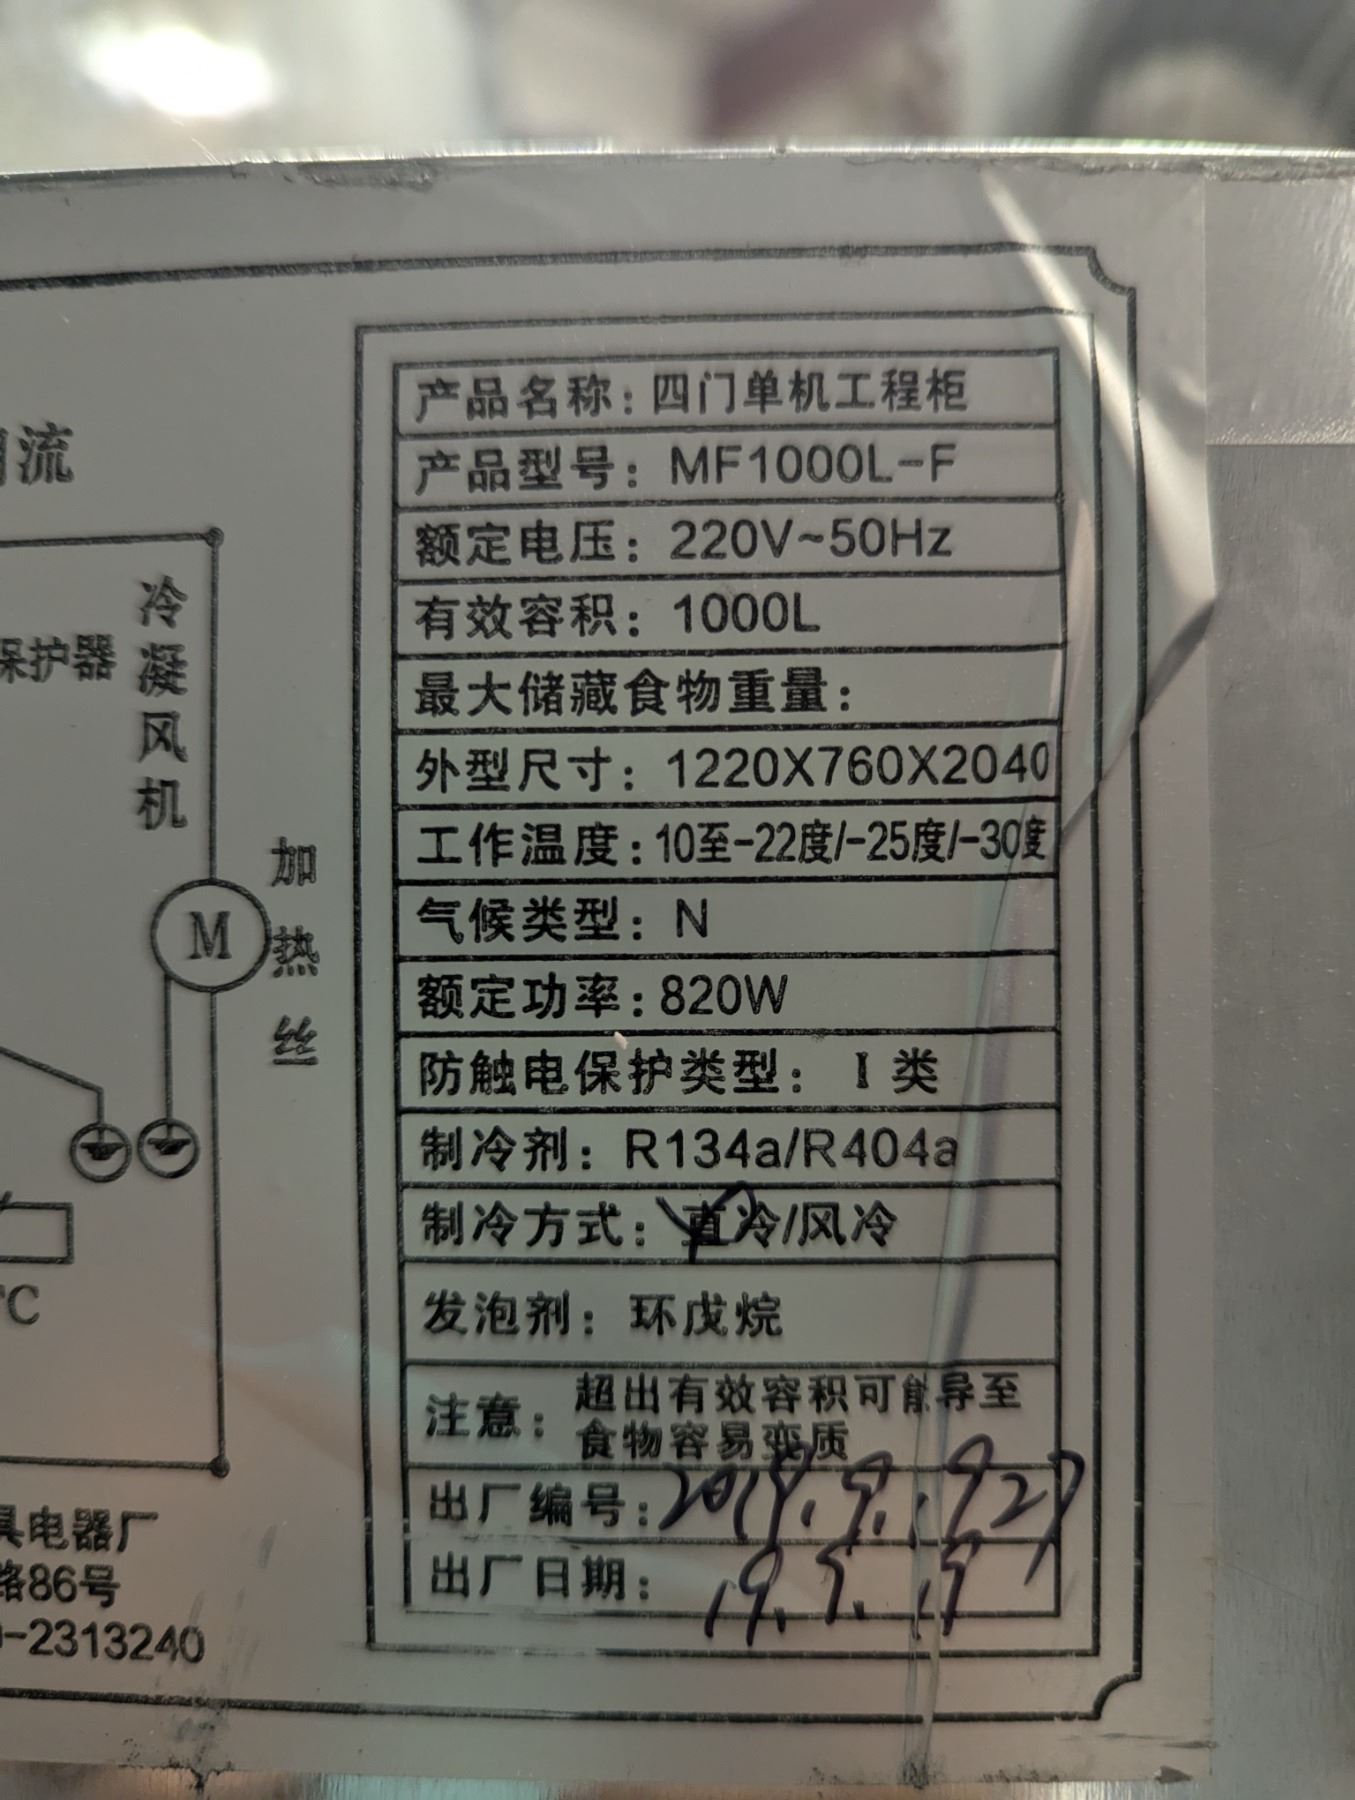 流
冷凝风机
保护器
加热丝
M
产品名称：四门单机工程柜
产品型号：MF1000L-F
额定电压：220V~50Hz
有效容积：1000L
最大储藏食物重量：
外型尺寸：1220X760X2040
工作温度：10至-22度/-25度/-30度
气候类型：N
额定功率：820W
防触电保护类型：I 类
制冷剂：R134a/R404a
制冷方式：直冷/风冷
发泡剂：环戊烷
注意：超出有效容积可能导至
食物容易变质
出厂编号：2019.9.1927
出厂日期：19.9.19
具电器厂
路86号
-2313240